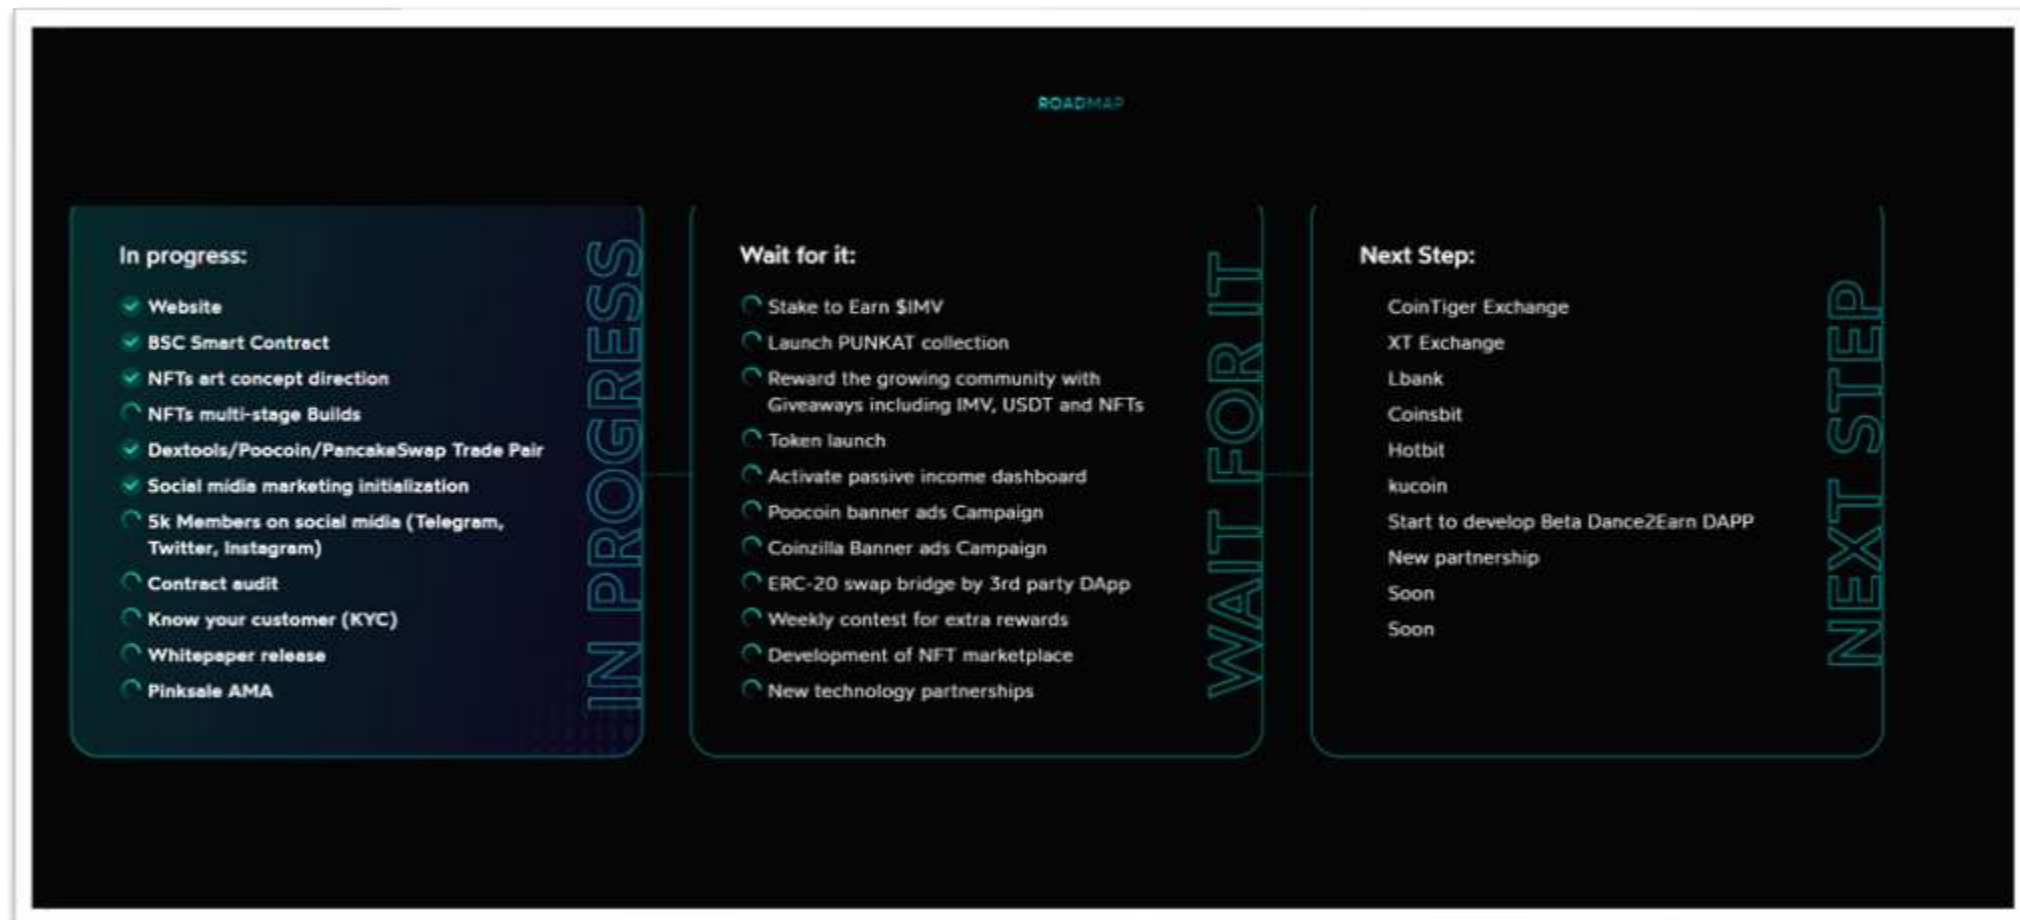 ROADMAP
In progress:
Website
BSC Smart Contract
NFTs art concept direction
NFTs multi-stage Builds
Dextools/Poocoin/PancakeSwap Trade Pair
Social midia marketing initialization
5k Members on social midia (Telegram,
Twitter, Instagram)
Contract audit
Know your customer (KYC)
Whitepaper release
Pinksale AMA
IN PROGRESS
Wait for it:
Stake to Earn $IMV
Launch PUNKAT collection
Reward the growing community with
Giveaways including IMV, USDT and NFTs
Token launch
Activate passive income dashboard
Poocoin banner ads Campaign
Coinzilla Banner ads Campaign
ERC-20 swap bridge by 3rd party DApp
Weekly contest for extra rewards
Development of NFT marketplace
New technology partnerships
WAIT FOR IT
Next Step:
CoinTiger Exchange
XT Exchange
Lbank
Coinsbit
Hotbit
kucoin
Start to develop Beta Dance2Earn DAPP
New partnership
Soon
Soon
NEXT STEP